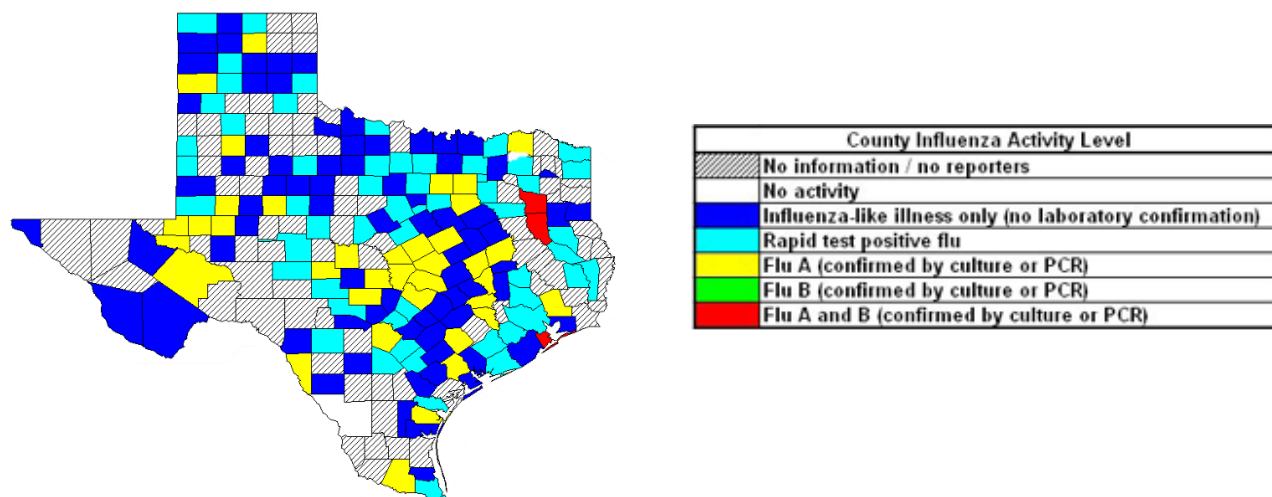 County Influenza Activity Level
No information / no reporters
No activity
Influenza-like illness only (no laboratory confirmation)
Rapid test positive flu
Flu A (confirmed by culture or PCR)
Flu B (confirmed by culture or PCR)
Flu A and B (confirmed by culture or PCR)